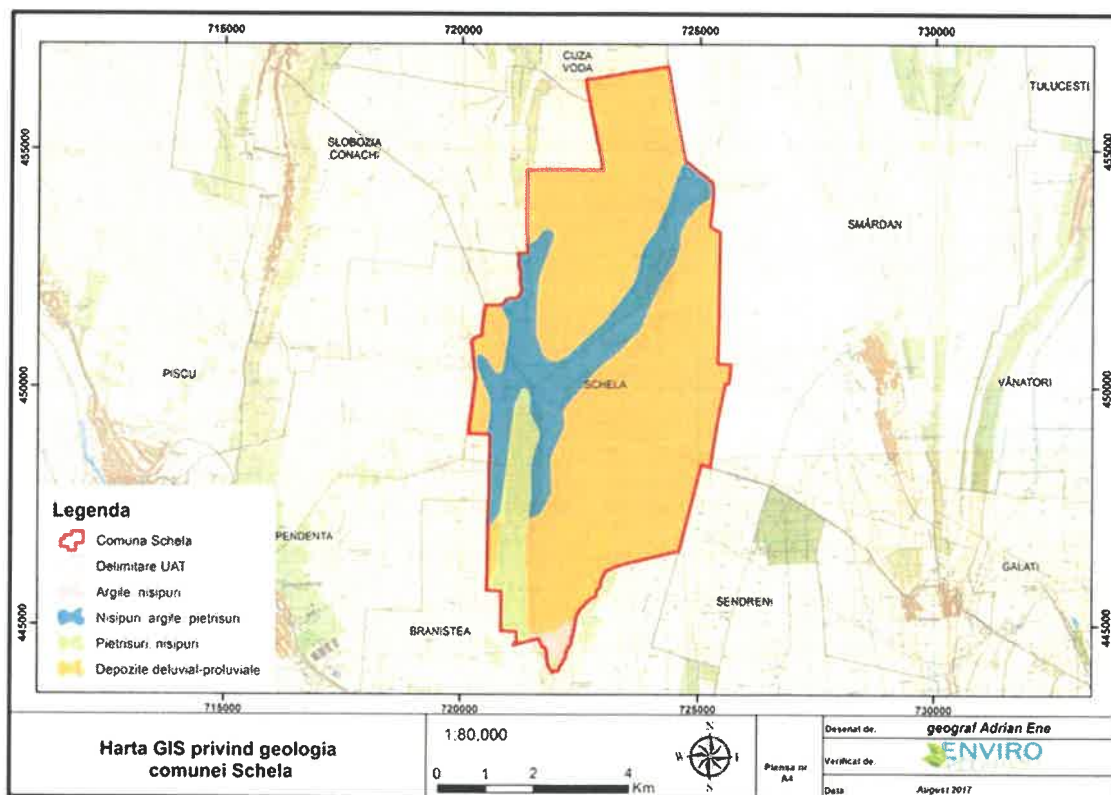 715000 720000 725000 730000
CUZA
VODA
TULUCESTI
455000 455000
SLOBOZIA
CONACHI
SMÂRDAN
PISCU
SCHELA
VÂNATORI
450000 450000
Legenda
Comuna Schela
Delimitare UAT
Argile nisipuri
Nisipuri argile pietrisuri
Pietrisuri nisipuri
Depozite deluvial-proluviale
PENDENTA
GALATI
SENDRENI
BRANISTEA
445000 445000
715000 720000 725000 730000
Harta GIS privind geologia
comunei Schela
1:80,000
0 1 2 4
Km
N
W
S
Plansa nr
A4
Desenat de. geograf Adrian Ene
Verificat de. ENVIRO
Data August 2017